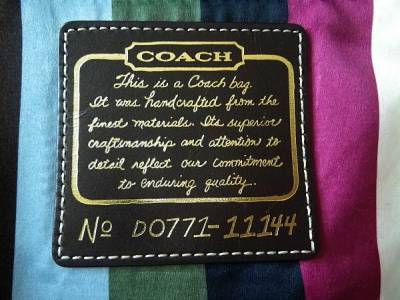 COACH
This is a Coach bag.
It was handcrafted from the
finest materials. Its superior
craftsmanship and attention to
detail reflect our commitment
to enduring quality.
No DO771-11144